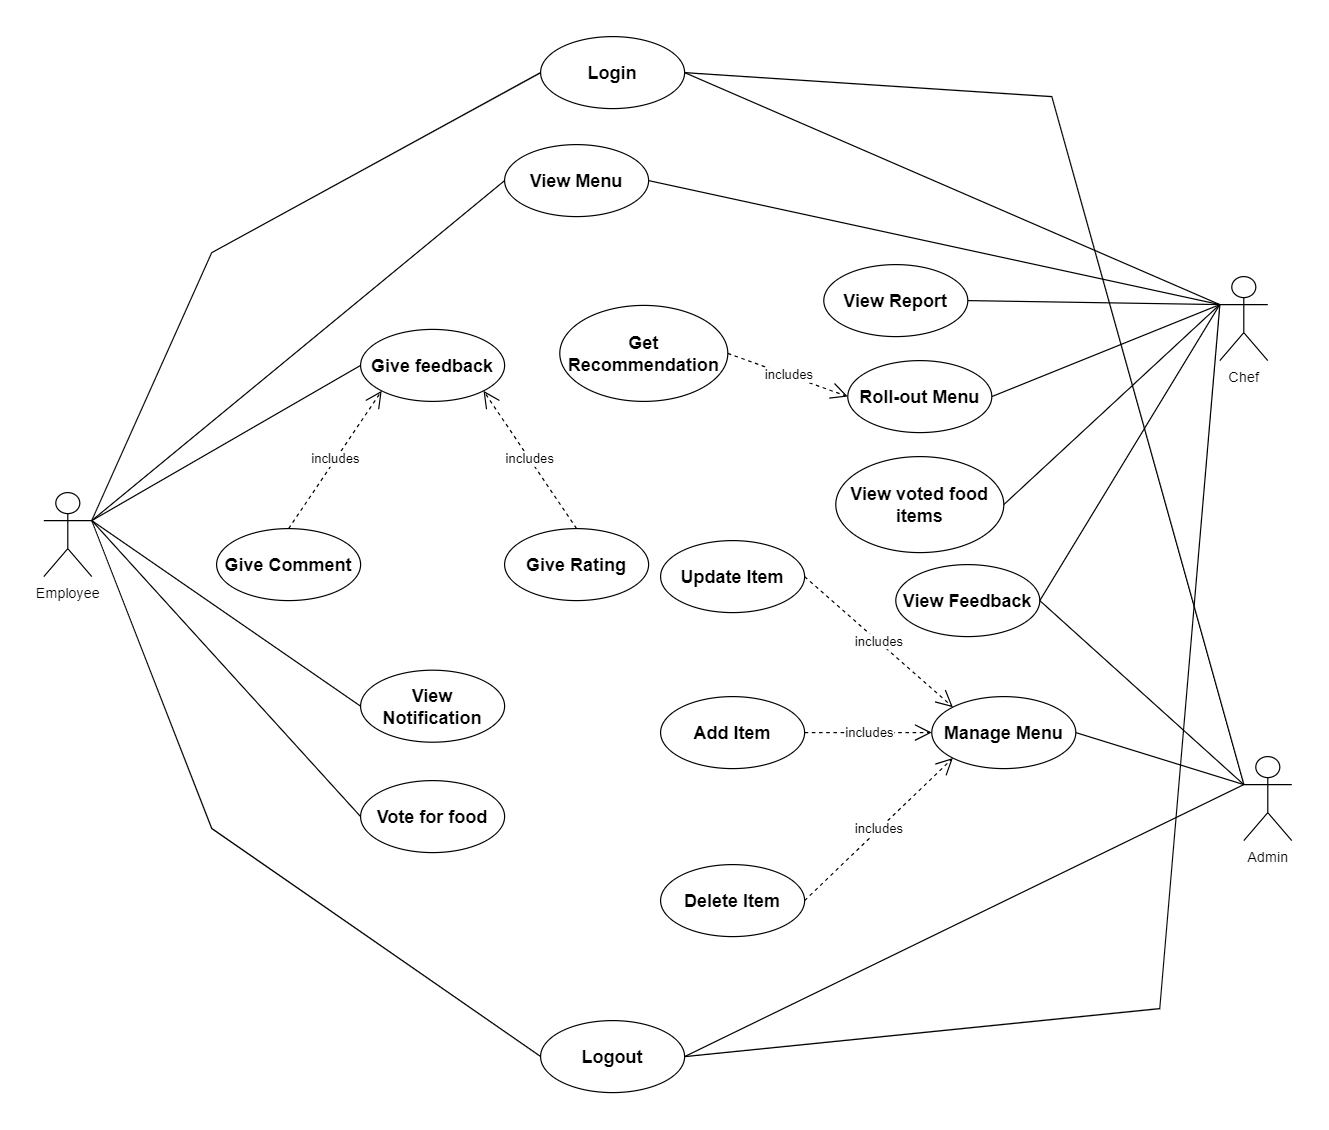 Login
View Menu
View Report
Get
Recommendation
includes
Roll-out Menu
Chef
Give feedback
includes
includes
View voted food
items
Employee
Give Comment
Give Rating
Update Item
View Feedback
includes
View
Notification
Add Item
includes
Manage Menu
Vote for food
includes
Admin
Delete Item
Logout